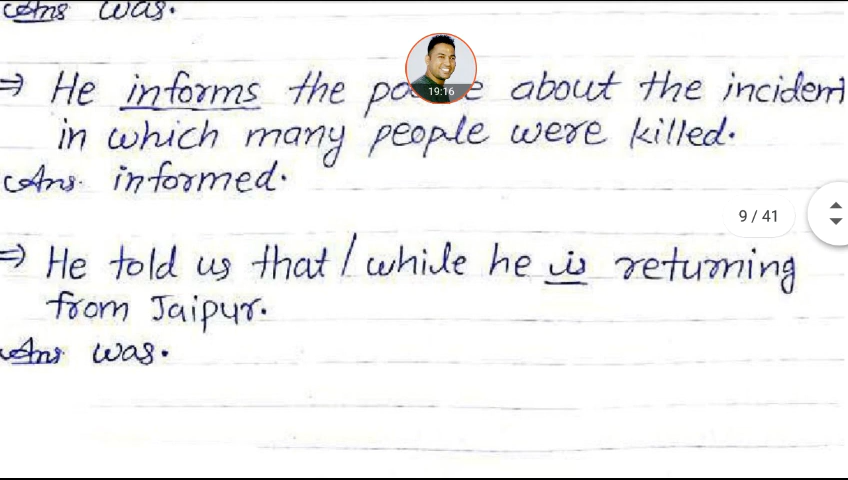 Ans was.
⇒ He informs the about the incident
19:16
in which many people were killed.
Ans. informed.
9 / 41
⇒ He told us that / while he is returning
from Jaipur.
Ans was.